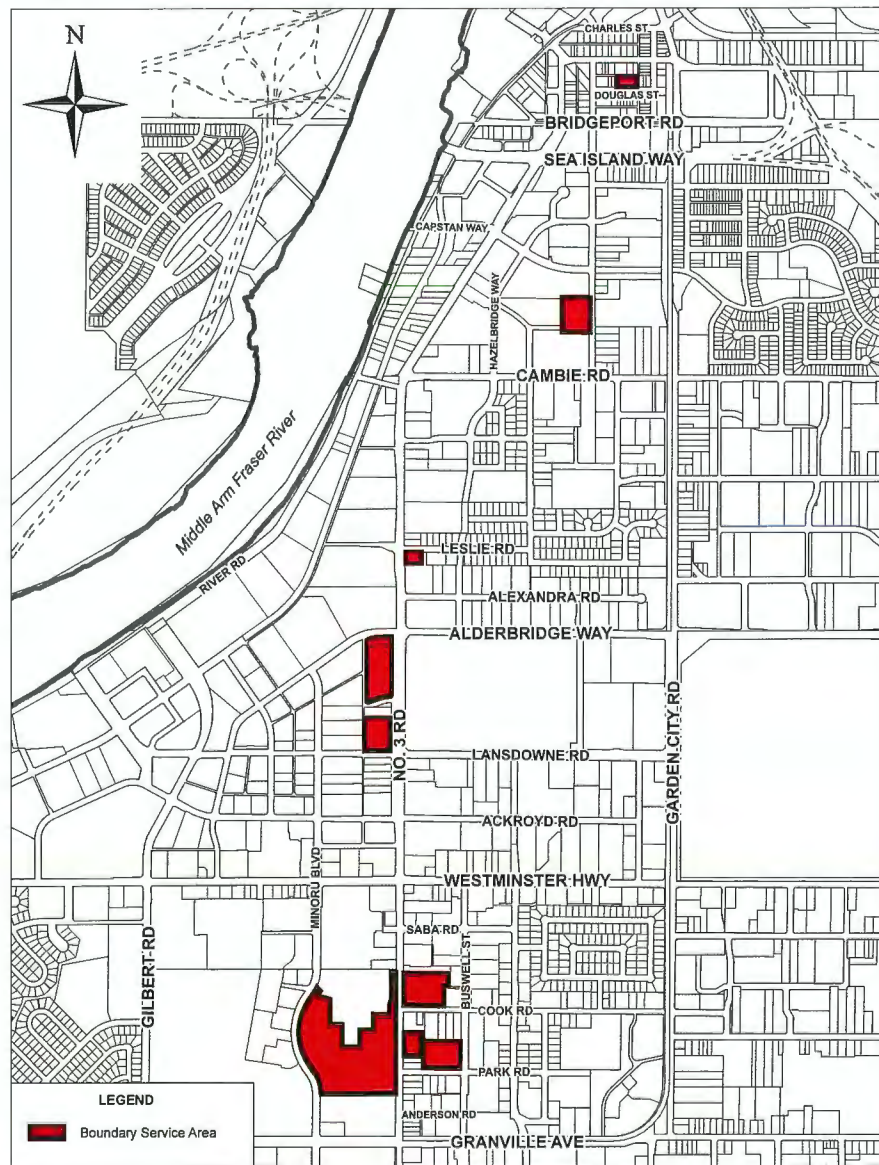 N
CHARLES ST
DOUGLAS ST
BRIDGEPORT RD
SEA ISLAND WAY
CAPSTAN WAY
HAZELBRIDGE WAY
CAMBIE RD
Middle Arm Fraser River
RIVER RD
LESLIE RD
ALEXANDRA RD
ALDERBRIDGE WAY
NO. 3 RD
GARDEN CITY RD
LANSDOWNE RD
ACKROYD RD
WESTMINSTER HWY
MINORU BLVD
GILBERT RD
SABA RD
BUSWELL ST
COOK RD
PARK RD
ANDERSON RD
GRANVILLE AVE
LEGEND
Boundary Service Area